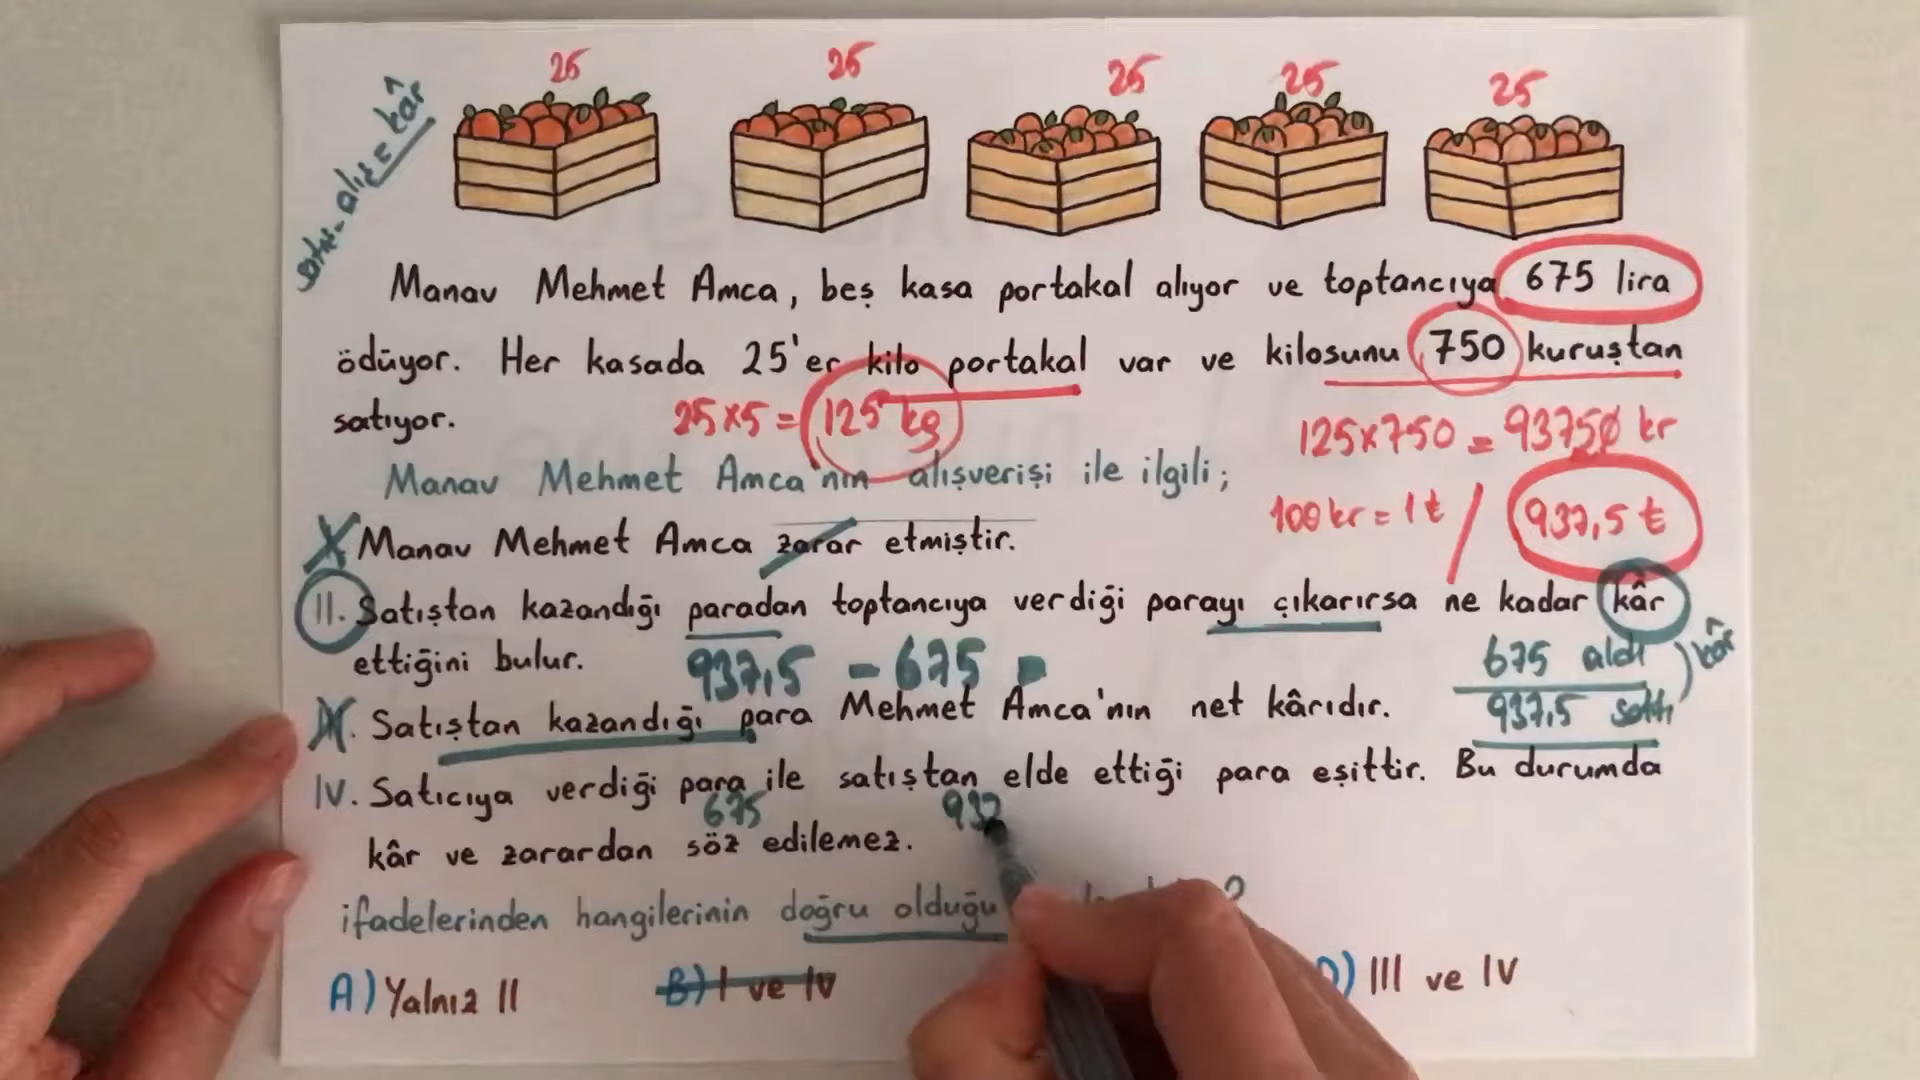 25 25 25 25 25
satış - alış = kâr
Manav Mehmet Amca, beş kasa portakal alıyor ve toptancıya 675 lira
ödüyor. Her kasada 25'er kilo portakal var ve kilosunu 750 kuruştan
satıyor.
25x5 = 125 kg
125x750 = 93750 kr
Manav Mehmet Amca'nın alışverişi ile ilgili;
100 kr = 1 ₺ / 937,5 ₺
Manav Mehmet Amca zarar etmiştir.
II. Satıştan kazandığı paradan toptancıya verdiği parayı çıkarırsa ne kadar kâr
ettiğini bulur.
937,5 - 675 =
675 aldı
937,5 sattı
kâr
Satıştan kazandığı para Mehmet Amca'nın net kârıdır.
IV. Satıcıya verdiği para ile satıştan elde ettiği para eşittir. Bu durumda
675 937
kâr ve zarardan söz edilemez.
ifadelerinden hangilerinin doğru olduğu
A) Yalnız II
B) I ve IV
D) III ve IV